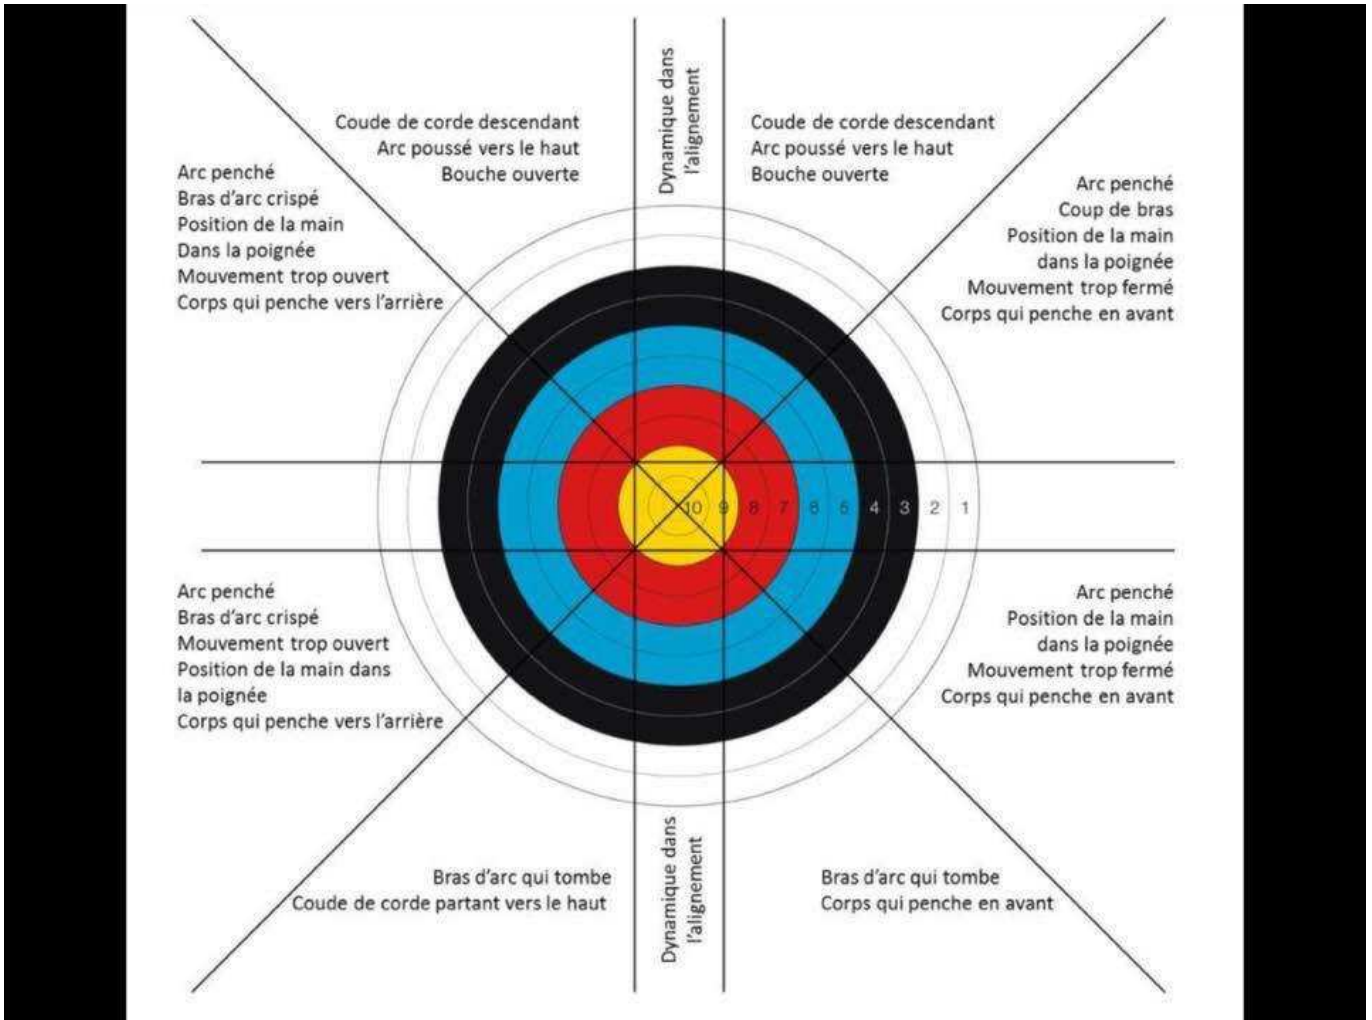 Dynamique dans
l'alignement
Coude de corde descendant
Arc poussé vers le haut
Bouche ouverte
Coude de corde descendant
Arc poussé vers le haut
Bouche ouverte
Arc penché
Bras d'arc crispé
Position de la main
Dans la poignée
Mouvement trop ouvert
Corps qui penche vers l'arrière
Arc penché
Coup de bras
Position de la main
dans la poignée
Mouvement trop fermé
Corps qui penche en avant
10 9 8 7 6 5 4 3 2 1
Arc penché
Bras d'arc crispé
Mouvement trop ouvert
Position de la main dans
la poignée
Corps qui penche vers l'arrière
Arc penché
Position de la main
dans la poignée
Mouvement trop fermé
Corps qui penche en avant
Bras d'arc qui tombe
Coude de corde partant vers le haut
Dynamique dans
l'alignement
Bras d'arc qui tombe
Corps qui penche en avant